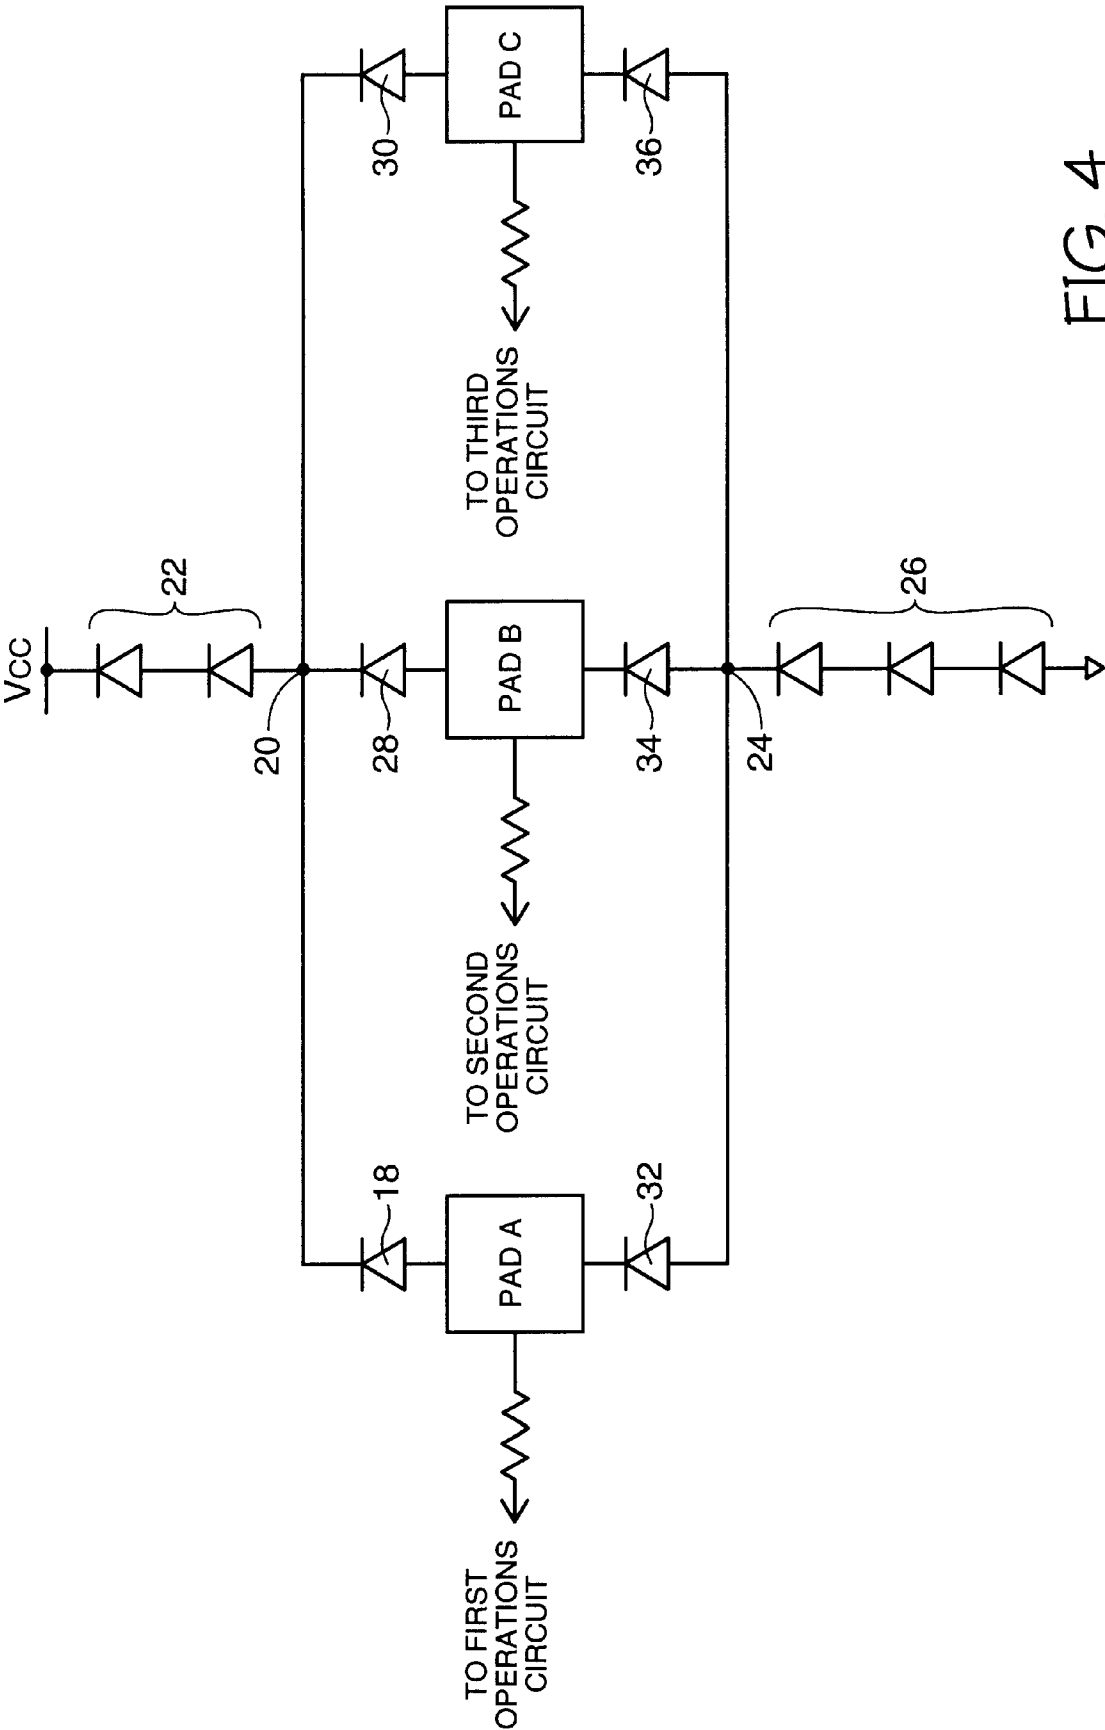 VCC
22
20
18
28
30
PAD A
PAD B
PAD C
TO FIRST
OPERATIONS
CIRCUIT
TO SECOND
OPERATIONS
CIRCUIT
TO THIRD
OPERATIONS
CIRCUIT
32
34
36
24
26
FIG. 4